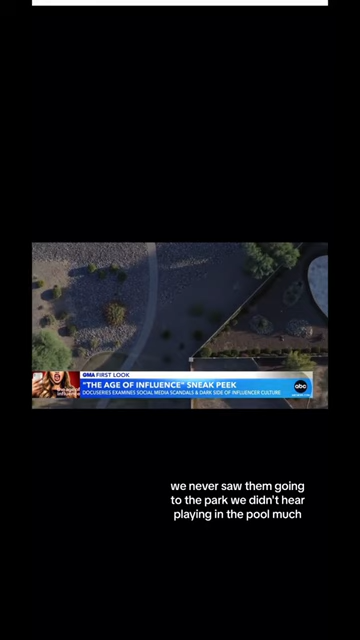 GMA FIRST LOOK
"THE AGE OF INFLUENCE" SNEAK PEEK
DOCUSERIES EXAMINES SOCIAL MEDIA SCANDALS & DARK SIDE OF INFLUENCER CULTURE
abc
we never saw them going
to the park we didn't hear
playing in the pool much